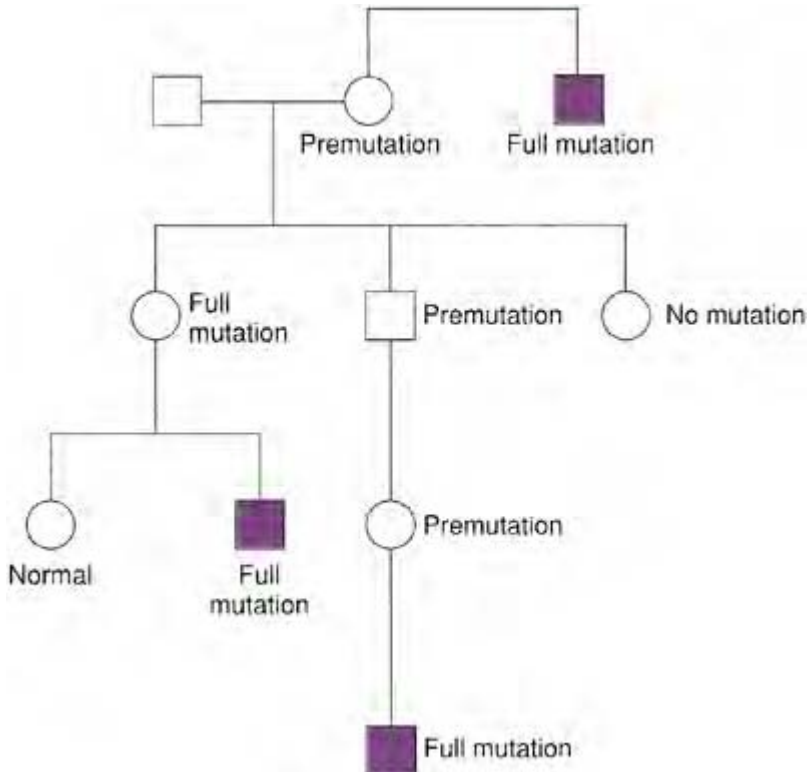 Premutation
Full mutation
Full
mutation
Premutation
No mutation
Premutation
Normal
Full
mutation
Full mutation